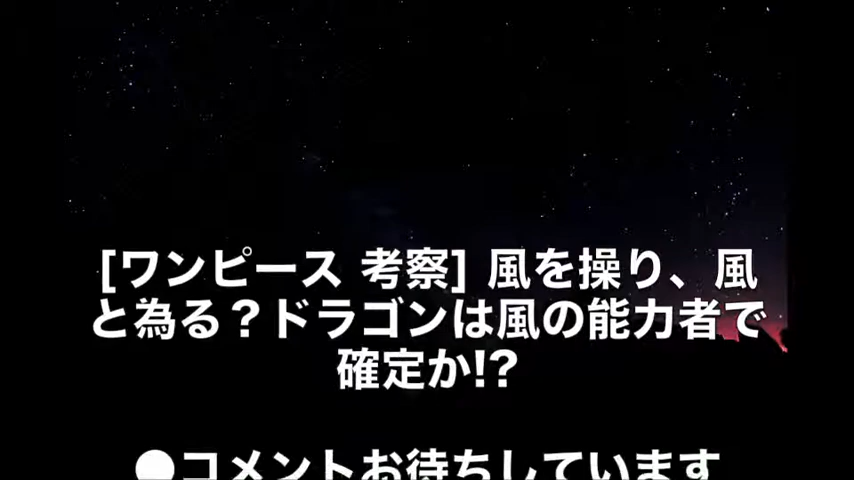 [ワンピース 考察] 風を操り、風
と為る？ドラゴンは風の能力者で
確定か!?
●コメントお待ちしています